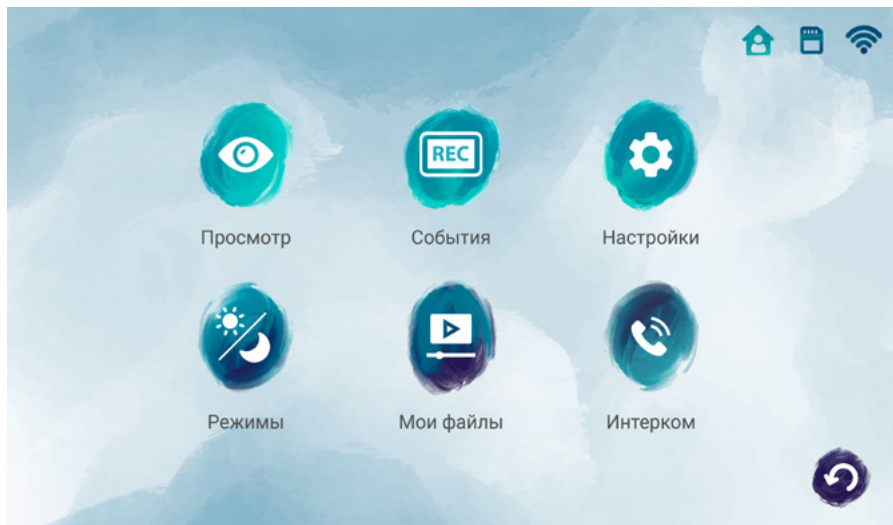 REC
Просмотр
События
Настройки
Режимы
Мои файлы
Интерком